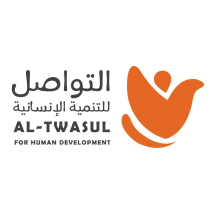 التواصل
للتنمية الإنسانية
AL-TWASUL
FOR HUMAN DEVELOPMENT